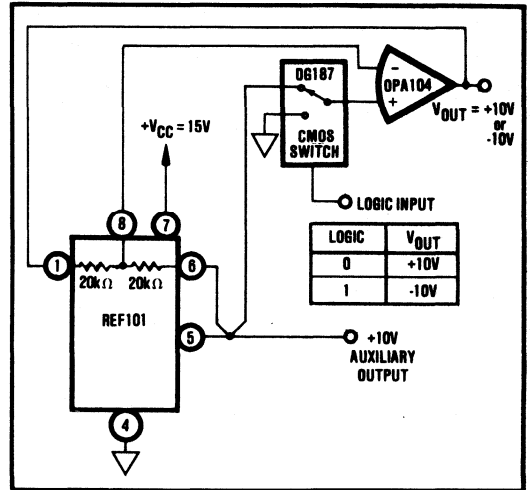 DG187
−
OPA104
+
V_OUT = +10V
or
-10V
CMOS
SWITCH
+V_CC = 15V
LOGIC INPUT
8
7
LOGIC V_OUT
0 +10V
1 -10V
1
6
20kΩ 20kΩ
REF101
5
+10V
AUXILIARY
OUTPUT
4